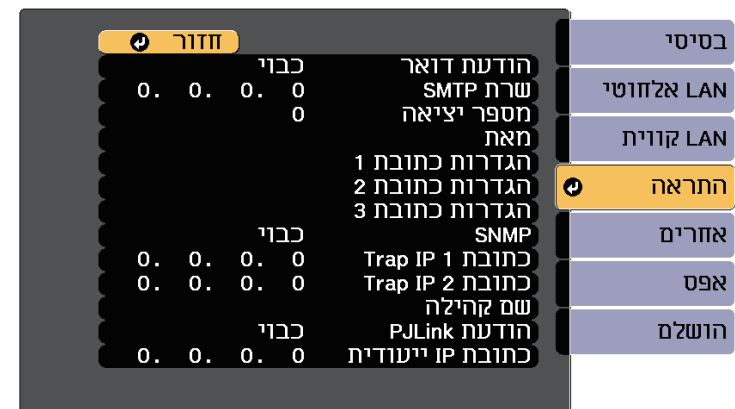 בסיסי
LAN אלחוטי
LAN קווית
התראה
אחרים
אפס
הושלם
חזור
הודעת דואר כבוי
שרת SMTP 0. 0. 0. 0
מספר יציאה 0
מאת
הגדרות כתובת 1
הגדרות כתובת 2
הגדרות כתובת 3
SNMP כבוי
כתובת Trap IP 1 0. 0. 0. 0
כתובת Trap IP 2 0. 0. 0. 0
שם קהילה
הודעת PJLink כבוי
כתובת IP ייעודית 0. 0. 0. 0